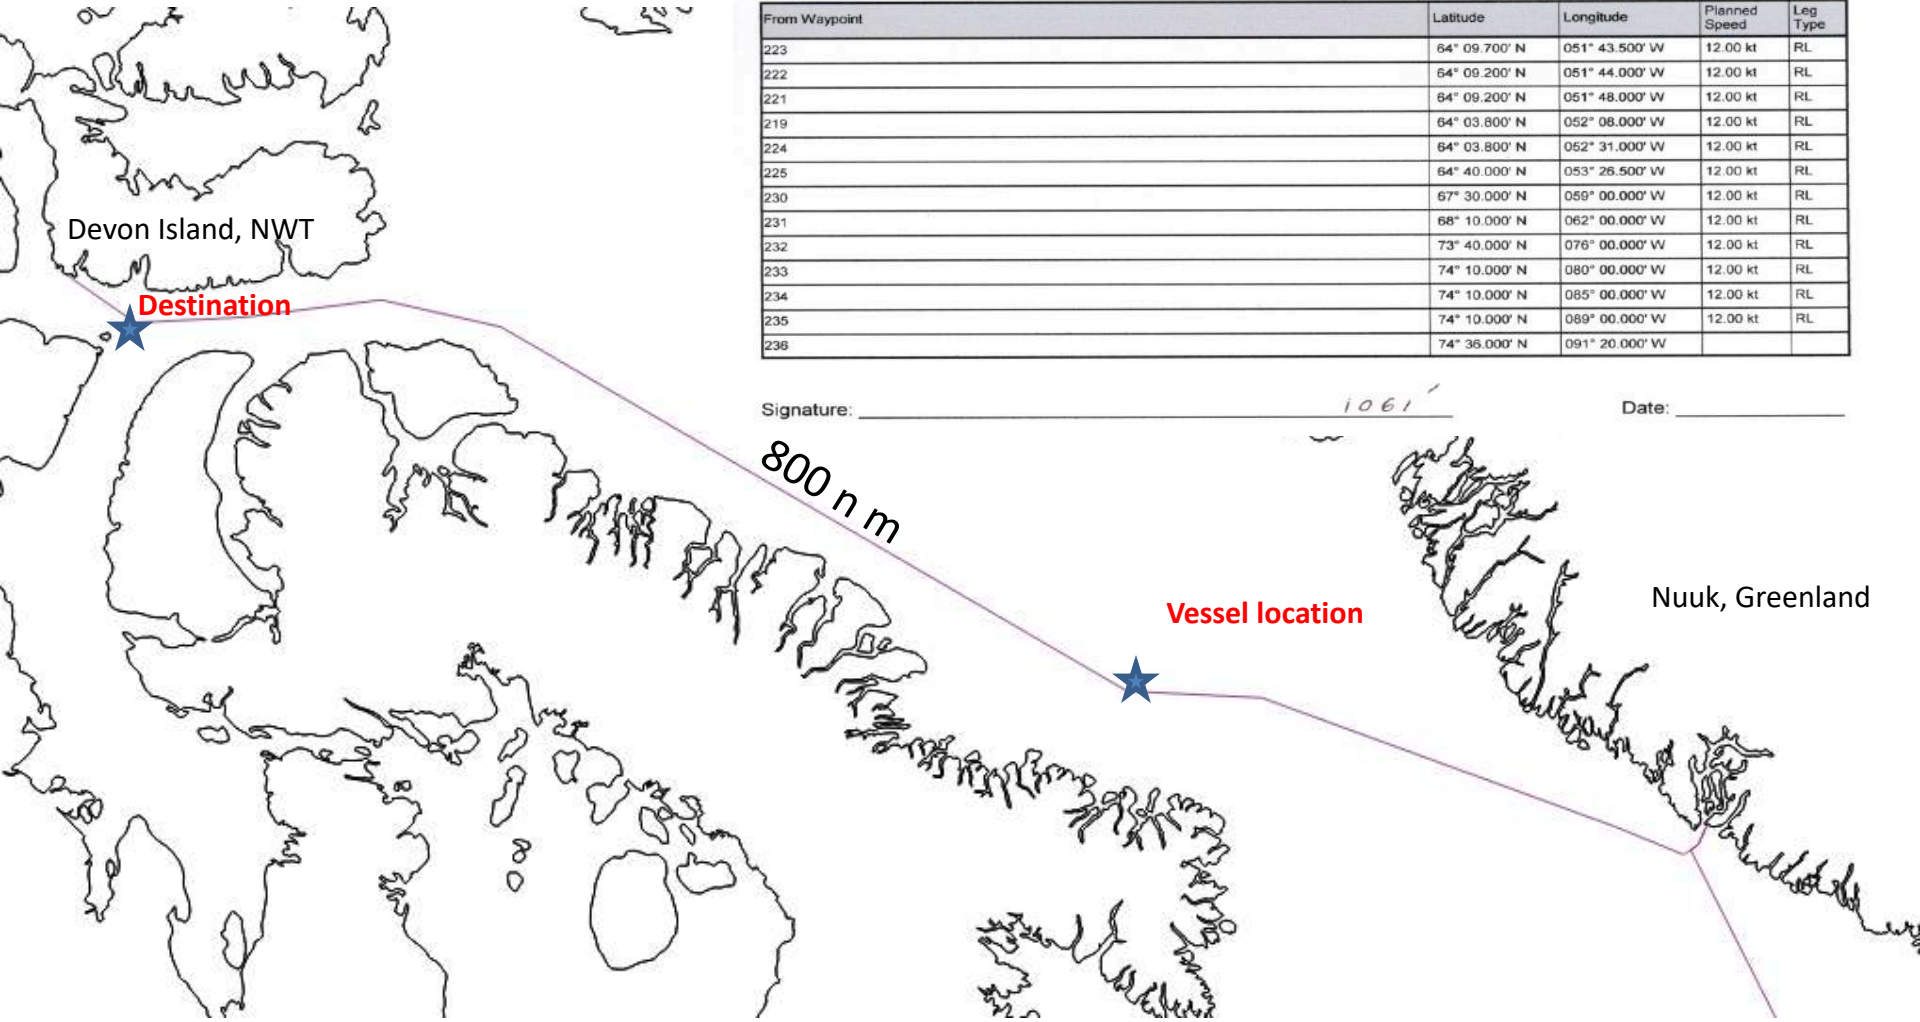 From Waypoint Latitude Longitude Planned Speed Leg Type
223 64° 09.700' N 051° 43.500' W 12.00 kt RL
222 64° 09.200' N 051° 44.000' W 12.00 kt RL
221 64° 09.200' N 051° 48.000' W 12.00 kt RL
219 64° 03.800' N 052° 08.000' W 12.00 kt RL
224 64° 03.800' N 052° 31.000' W 12.00 kt RL
225 64° 40.000' N 053° 26.500' W 12.00 kt RL
230 67° 30.000' N 059° 00.000' W 12.00 kt RL
231 68° 10.000' N 062° 00.000' W 12.00 kt RL
232 73° 40.000' N 076° 00.000' W 12.00 kt RL
233 74° 10.000' N 080° 00.000' W 12.00 kt RL
234 74° 10.000' N 085° 00.000' W 12.00 kt RL
235 74° 10.000' N 089° 00.000' W 12.00 kt RL
236 74° 36.000' N 091° 20.000' W
Signature: 1061' Date:
Devon Island, NWT
Destination
800 n m
Vessel location
Nuuk, Greenland